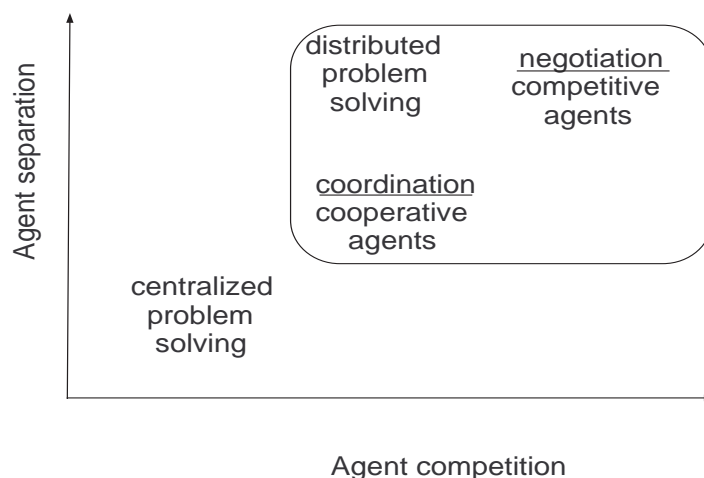 distributed
problem
solving
negotiation
competitive
agents
coordination
cooperative
agents
centralized
problem
solving
Agent separation
Agent competition